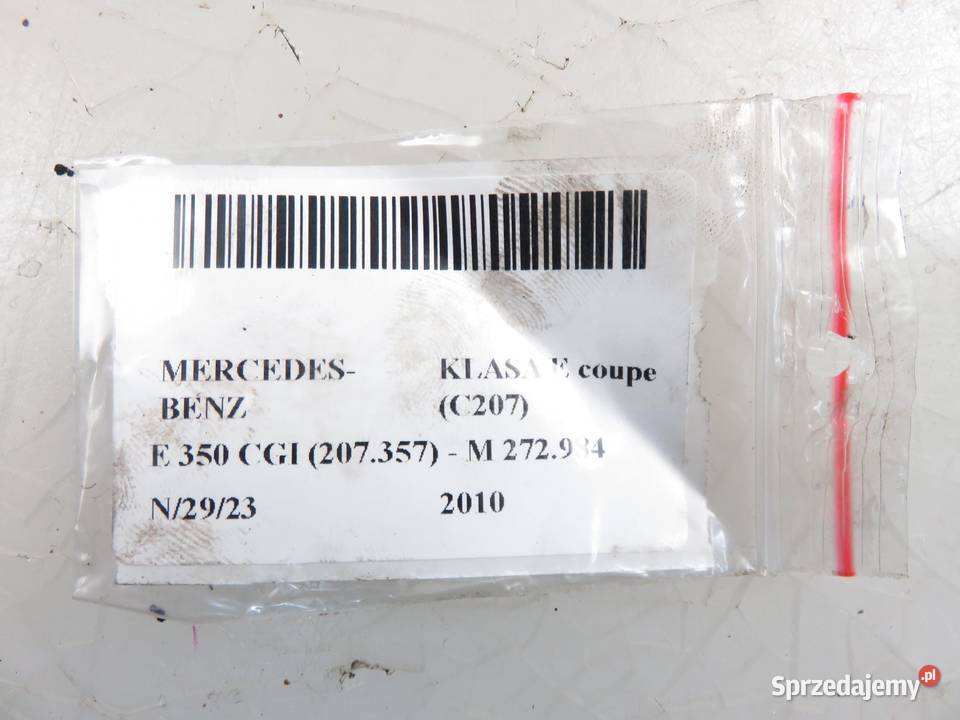 MERCEDES- KLASA E coupe
BENZ (C207)
E 350 CGI (207.357) - M 272.984
N/29/23 2010
Sprzedajemy.pl